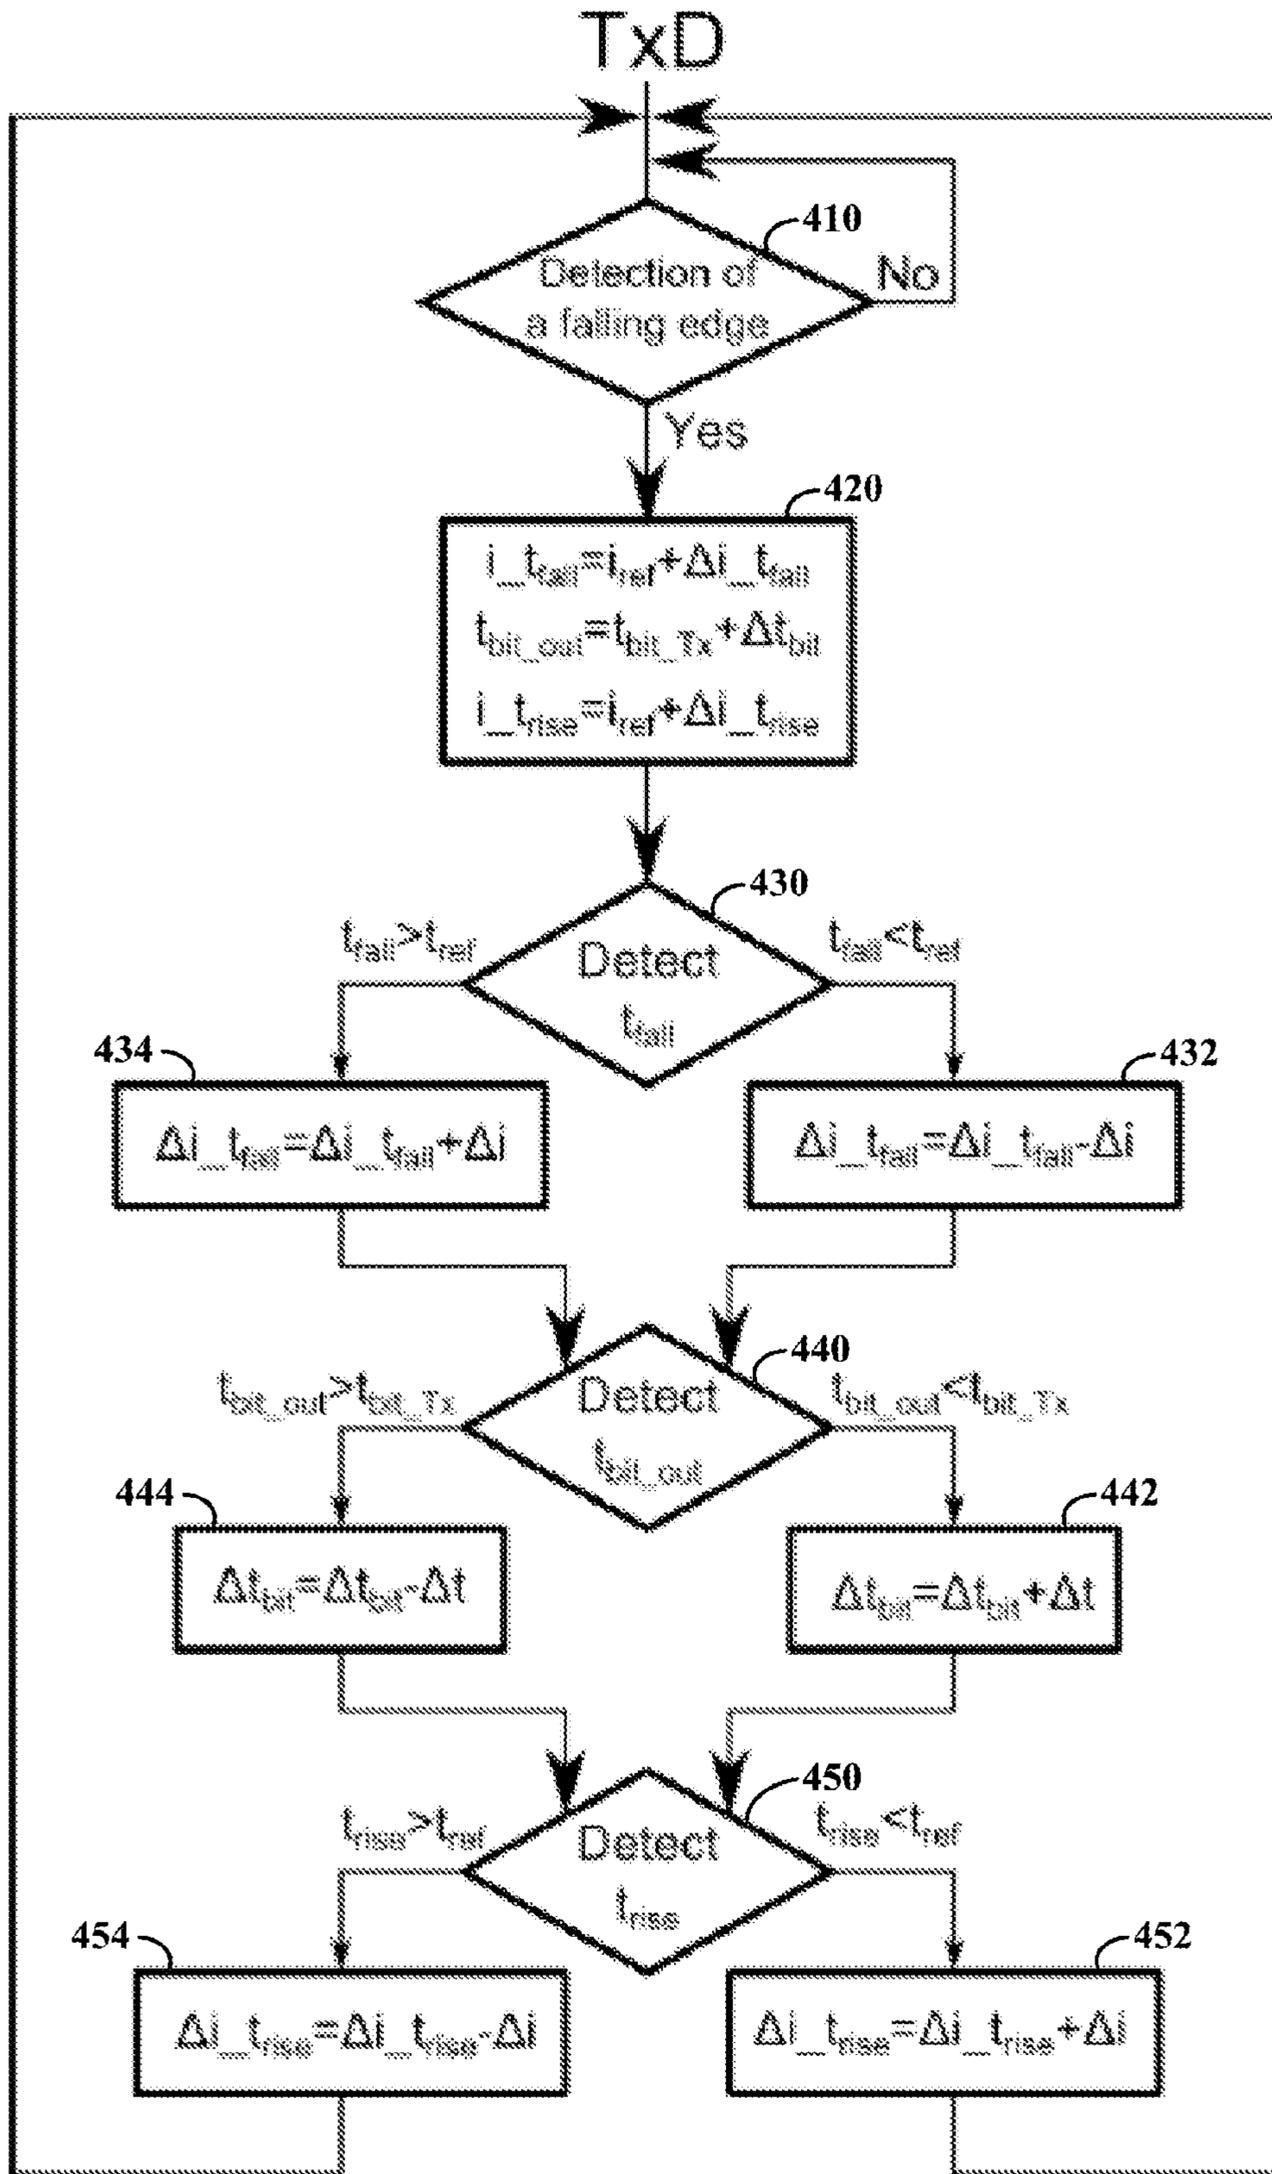 TxD
410
Detection of
a falling edge
No
Yes
420
i_t_fall=i_ref+Δi_t_fall
t_bit_out=t_bit_Tx+Δt_bit
i_t_rise=i_ref+Δi_t_rise
430
t_fall>t_ref
Detect
t_fall
t_fall<t_ref
434
432
Δi_t_fall=Δi_t_fall+Δi
Δi_t_fall=Δi_t_fall-Δi
440
t_bit_out>t_bit_Tx
Detect
t_bit_out
t_bit_out<t_bit_Tx
444
442
Δt_bit=Δt_bit-Δt
Δt_bit=Δt_bit+Δt
450
t_rise>t_ref
Detect
t_rise
t_rise<t_ref
454
452
Δi_t_rise=Δi_t_rise-Δi
Δi_t_rise=Δi_t_rise+Δi